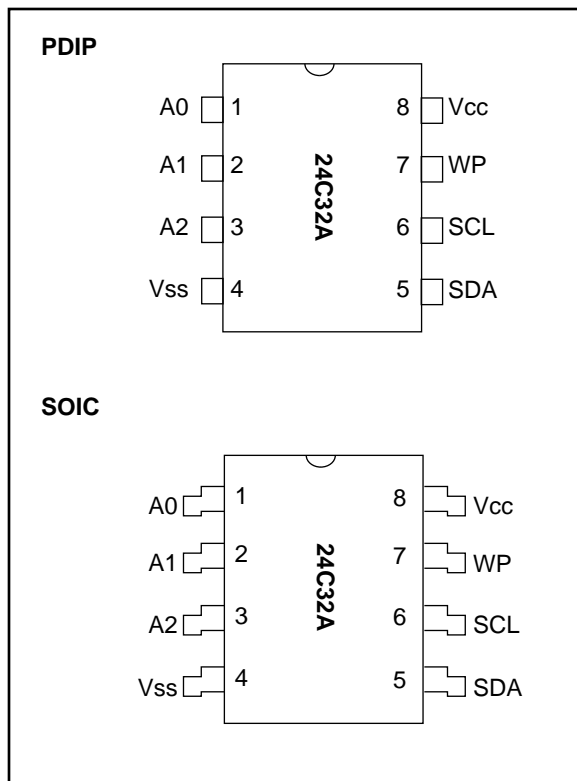 PDIP
A0 1 8 Vcc
A1 2 7 WP
24C32A
A2 3 6 SCL
Vss 4 5 SDA
SOIC
A0 1 8 Vcc
A1 2 7 WP
24C32A
A2 3 6 SCL
Vss 4 5 SDA